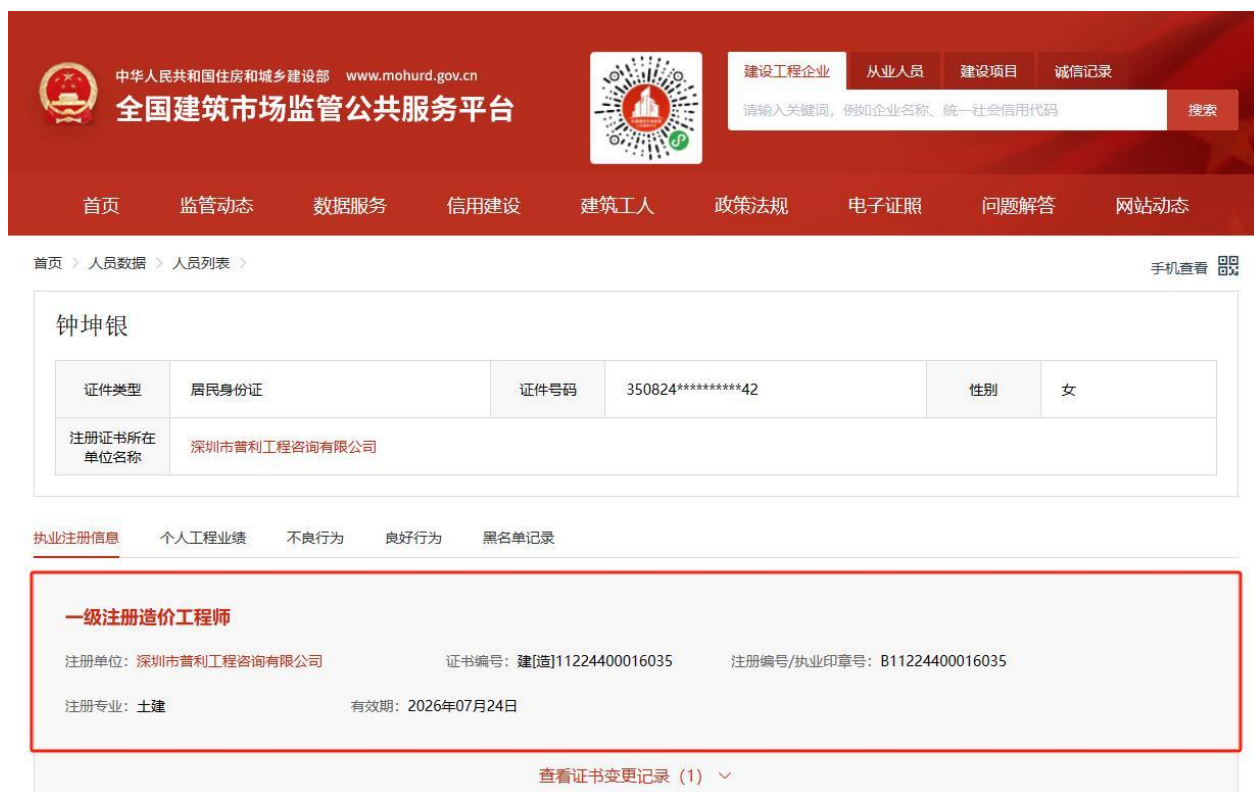 中华人民共和国住房和城乡建设部 www.mohurd.gov.cn
全国建筑市场监管公共服务平台
建设工程企业 从业人员 建设项目 诚信记录
请输入关键词，例如企业名称、统一社会信用代码 搜索
首页 监管动态 数据服务 信用建设 建筑工人 政策法规 电子证照 问题解答 网站动态
首页 > 人员数据 > 人员列表 >
手机查看
钟坤银
证件类型 居民身份证 证件号码 350824**********42 性别 女
注册证书所在
单位名称
深圳市普利工程咨询有限公司
执业注册信息 个人工程业绩 不良行为 良好行为 黑名单记录
一级注册造价工程师
注册单位：深圳市普利工程咨询有限公司 证书编号：建[造]11224400016035 注册编号/执业印章号：B11224400016035
注册专业：土建 有效期：2026年07月24日
查看证书变更记录（1）